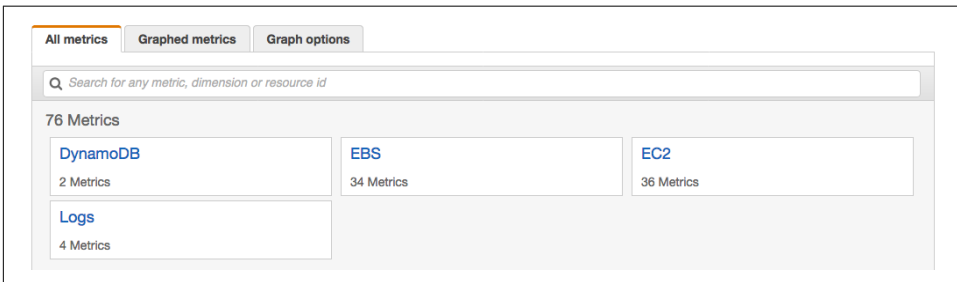 All metrics Graphed metrics Graph options
Search for any metric, dimension or resource id
76 Metrics
DynamoDB EBS EC2
2 Metrics 34 Metrics 36 Metrics
Logs
4 Metrics